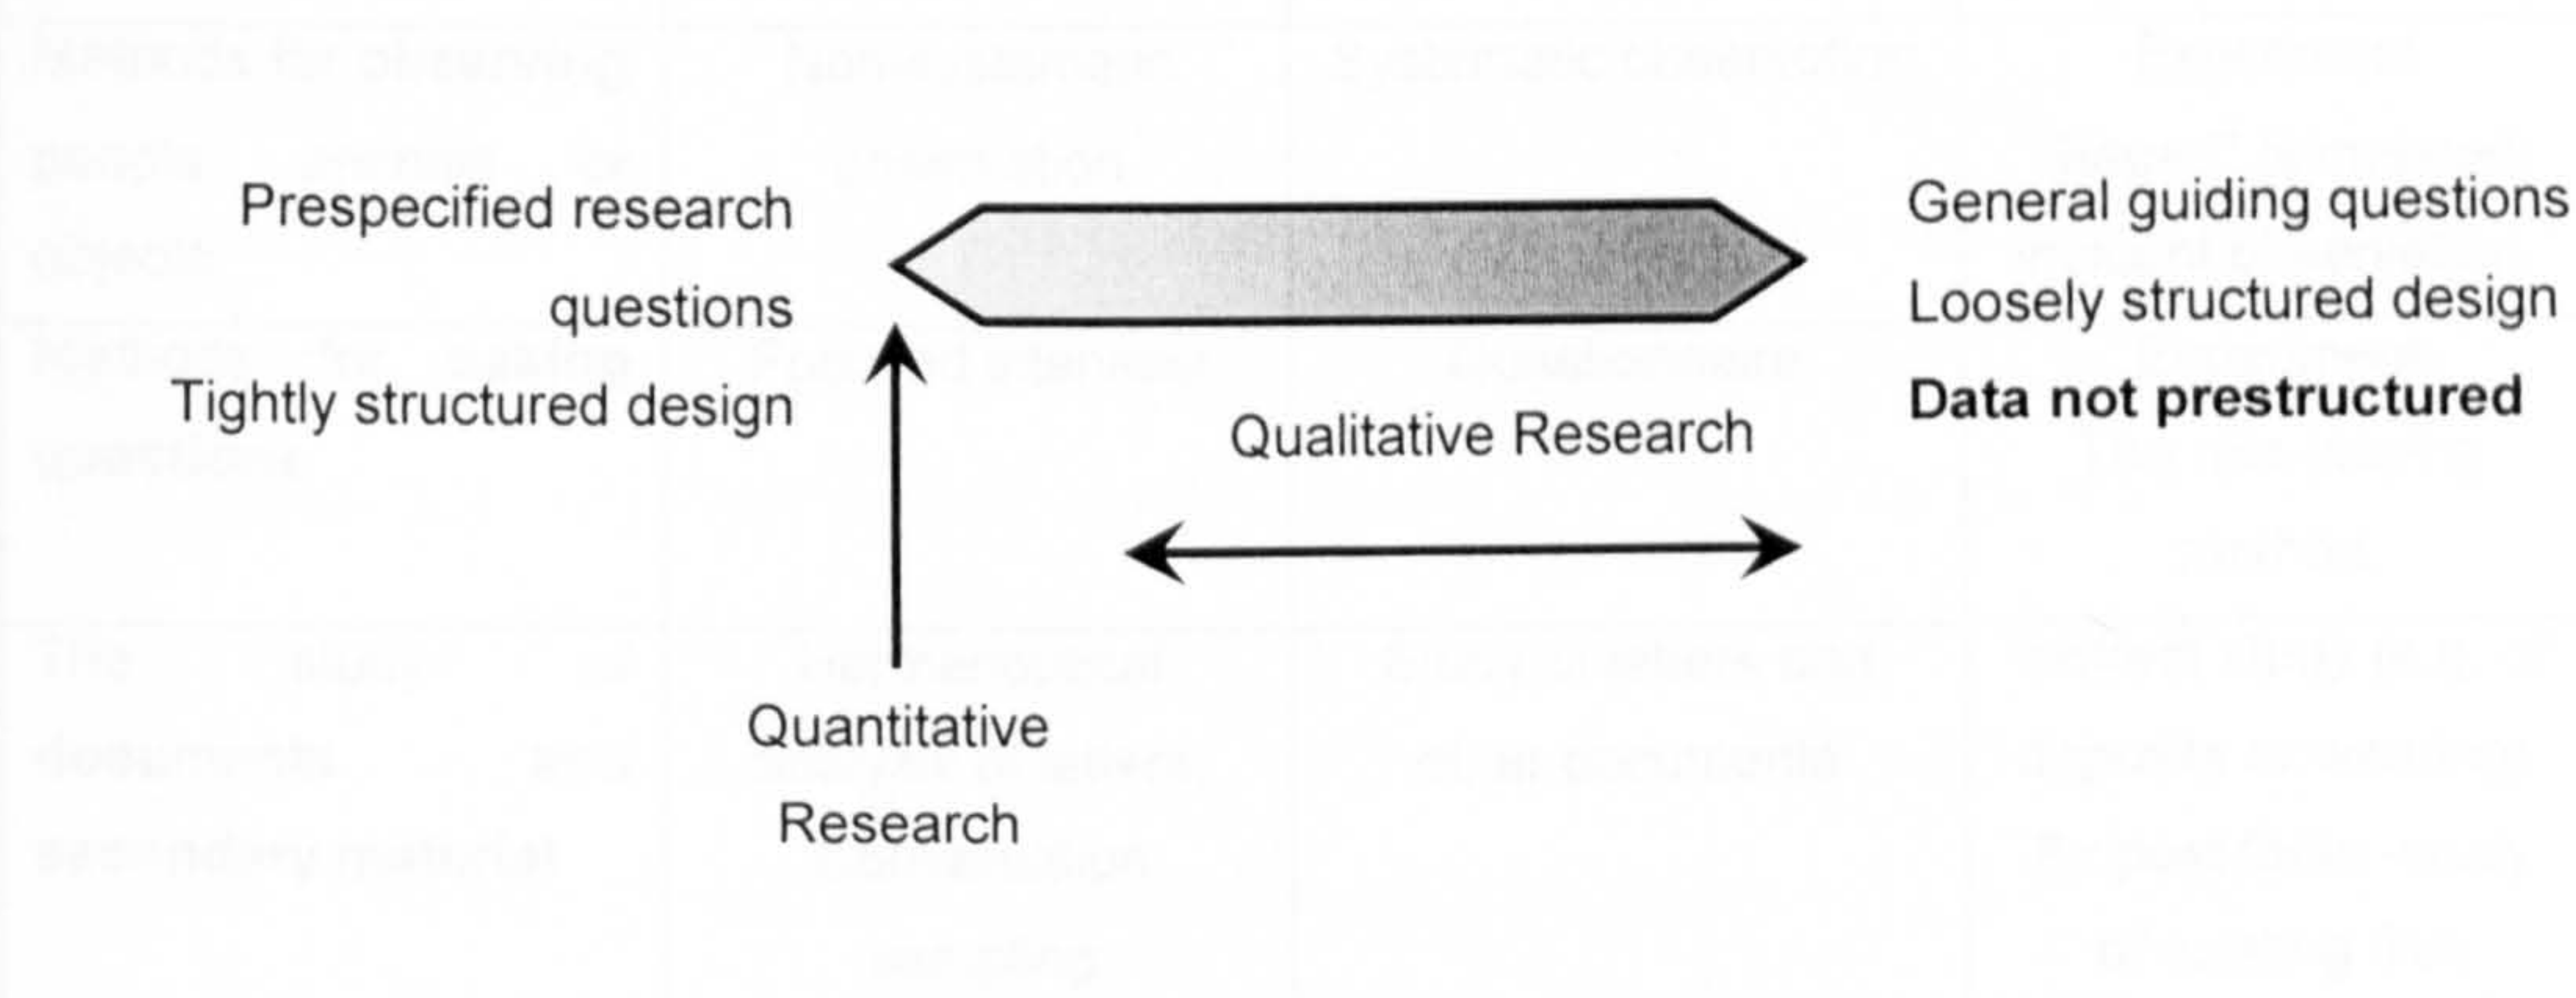 Prespecified research
questions
Tightly structured design
General guiding questions
Loosely structured design
Data not prestructured
Qualitative Research
Quantitative
Research